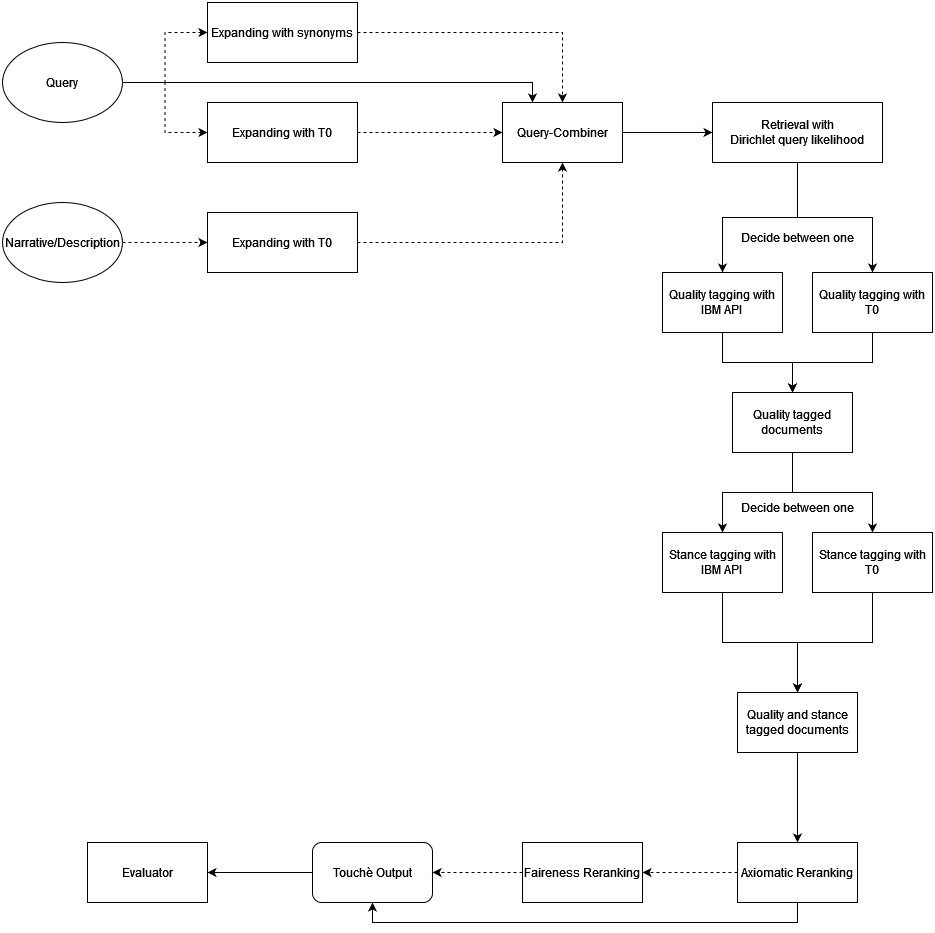 Expanding with synonyms
Query
Expanding with T0
Query-Combiner
Retrieval with
Dirichlet query likelihood
Narrative/Description
Expanding with T0
Decide between one
Quality tagging with
IBM API
Quality tagging with
T0
Quality tagged
documents
Decide between one
Stance tagging with
IBM API
Stance tagging with
T0
Quality and stance
tagged documents
Evaluator
Touchè Output
Faireness Reranking
Axiomatic Reranking